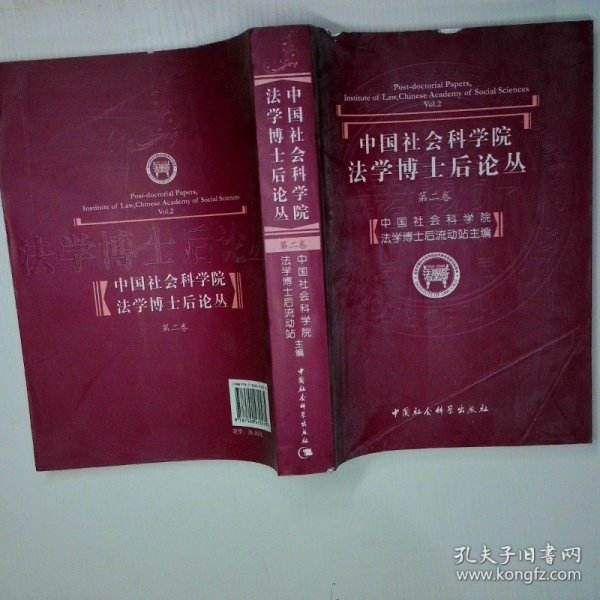 Post-doctorial Papers,
Institute of Law,Chinese Academy of Social Sciences
Vol.2
中国社会科学院
法学博士后论丛
第二卷
中国社会科学院
法学博士后流动站主编
中国社会科学出版社
中国社会科学院
法学博士后论丛
第二卷
中国社会科学院
法学博士后流动站
主编
中国社会科学出版社
Post-doctorial Papers,
Institute of Law,Chinese Academy of Social Sciences
Vol.2
法学博士后论
中国社会科学院
法学博士后论丛
第二卷
孔夫子旧书网
www.kongfz.com